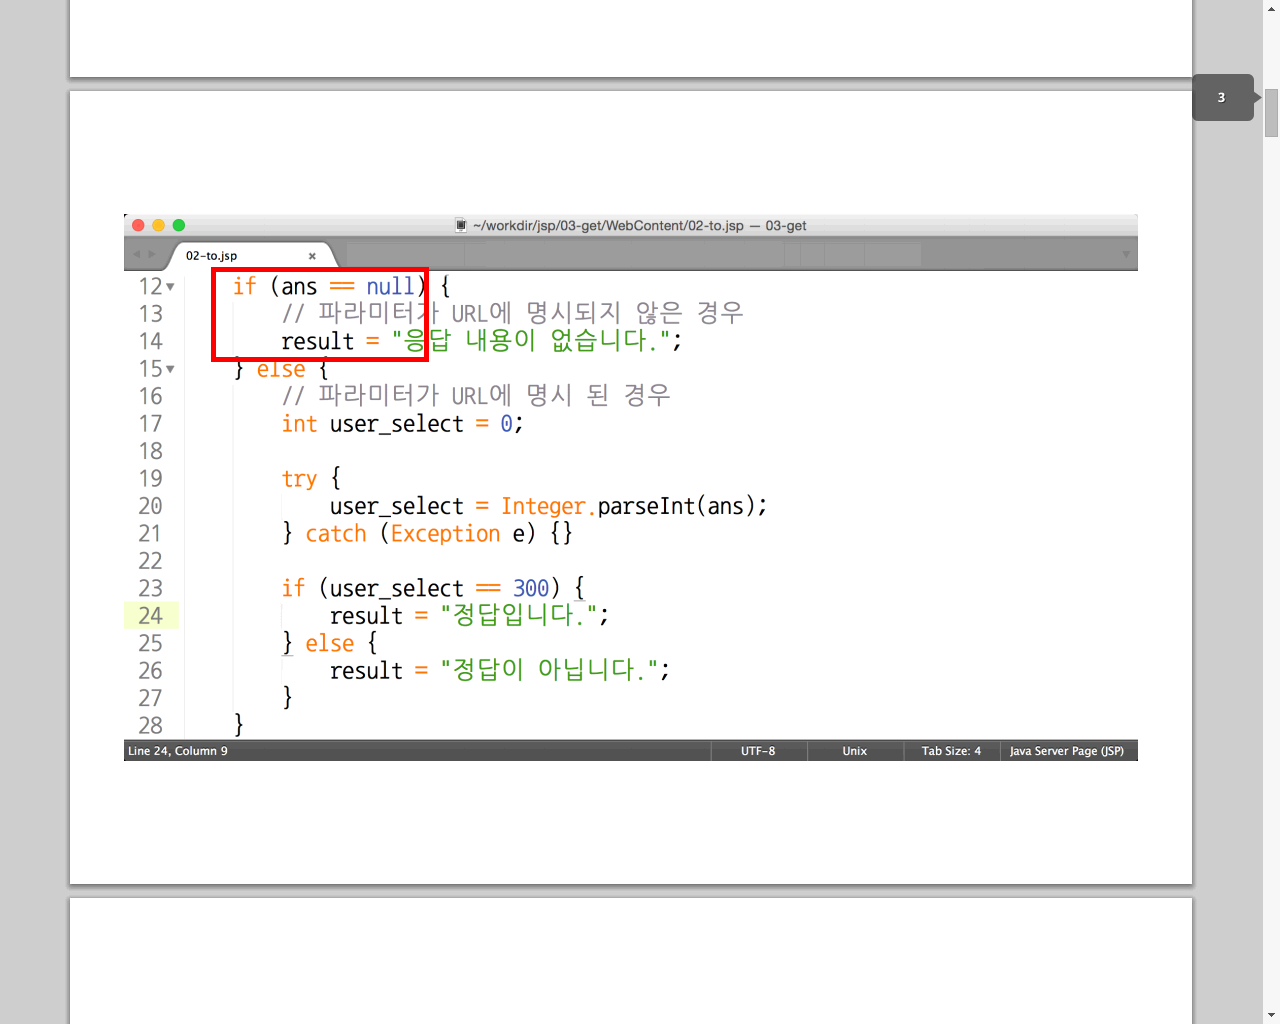 3
~/workdir/jsp/03-get/WebContent/02-to.jsp — 03-get
02-to.jsp
12 if (ans == null) {
13 // 파라미터가 URL에 명시되지 않은 경우
14 result = "응답 내용이 없습니다.";
15 } else {
16 // 파라미터가 URL에 명시 된 경우
17 int user_select = 0;
18
19 try {
20 user_select = Integer.parseInt(ans);
21 } catch (Exception e) {}
22
23 if (user_select == 300) {
24 result = "정답입니다.";
25 } else {
26 result = "정답이 아닙니다.";
27 }
28 }
Line 24, Column 9 UTF-8 Unix Tab Size: 4 Java Server Page (JSP)